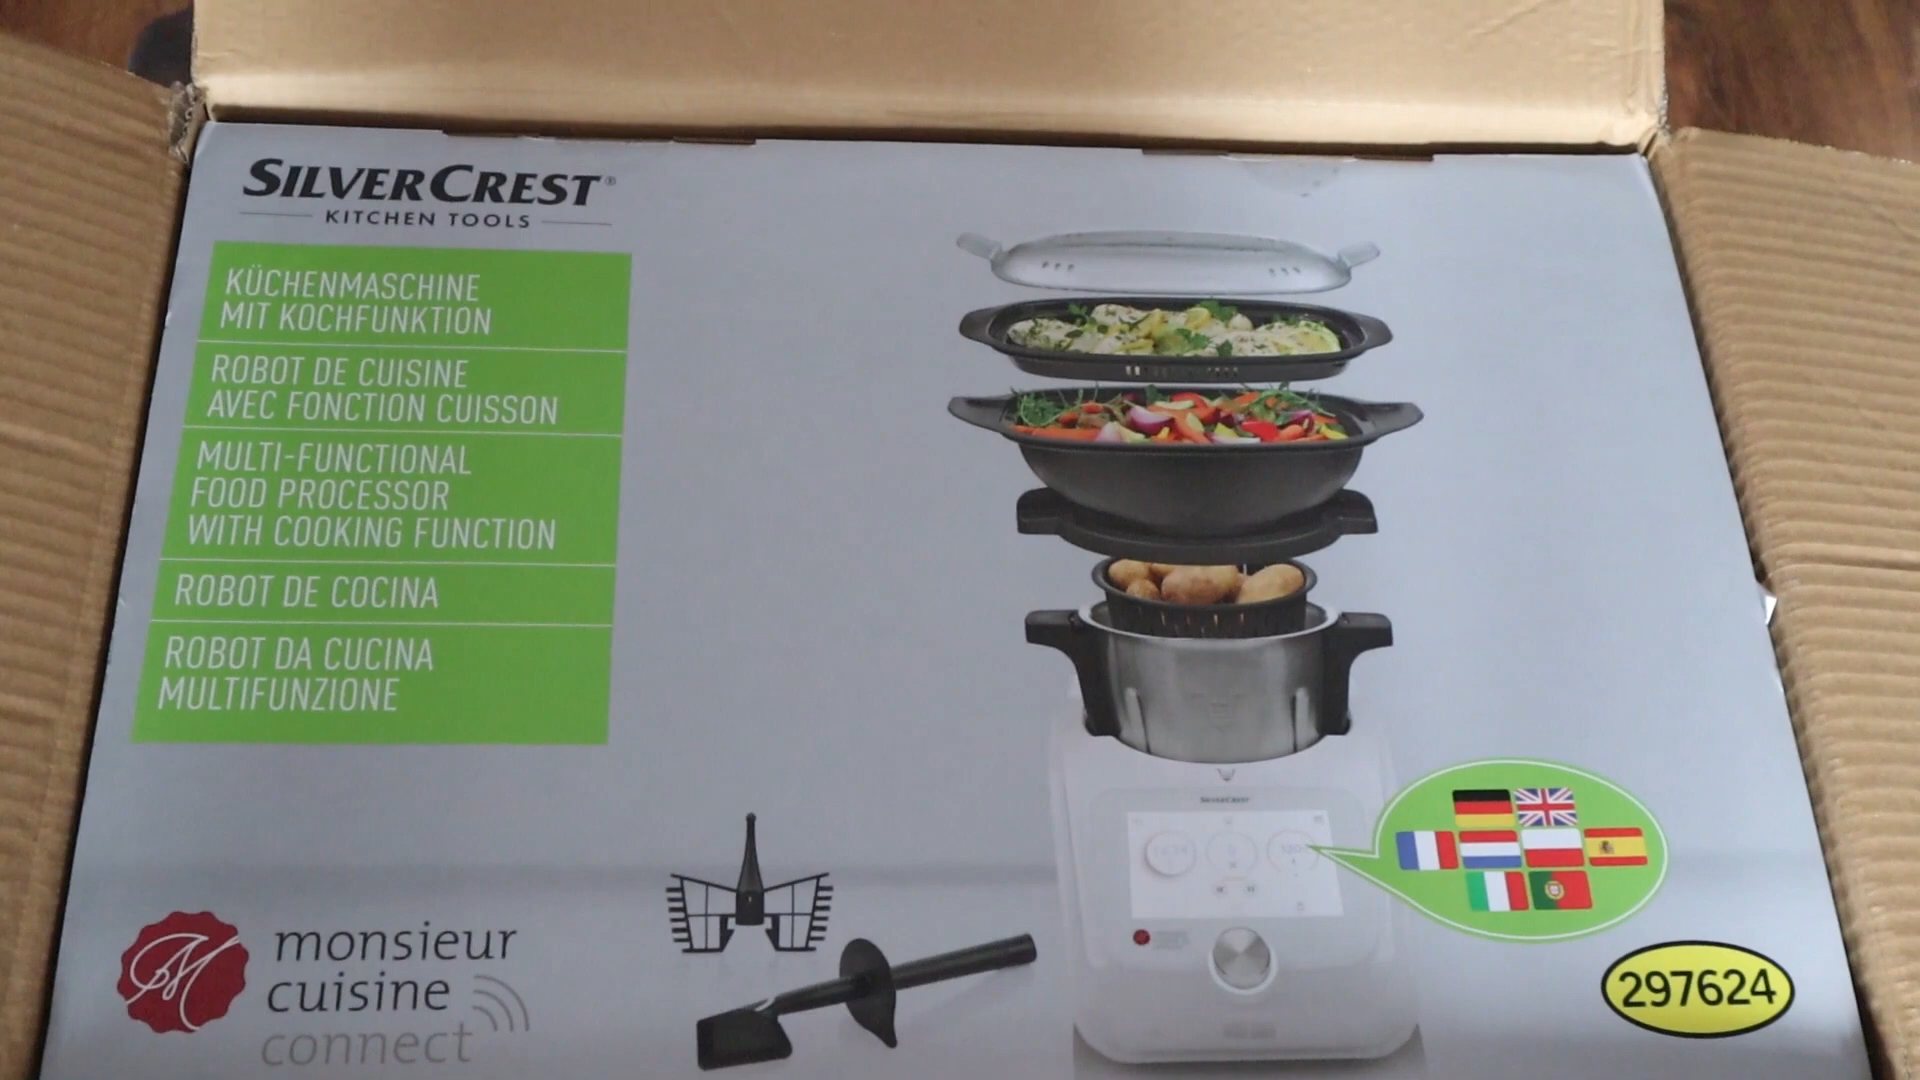 SILVERCREST®
KITCHEN TOOLS
KÜCHENMASCHINE
MIT KOCHFUNKTION
ROBOT DE CUISINE
AVEC FONCTION CUISSON
MULTI-FUNCTIONAL
FOOD PROCESSOR
WITH COOKING FUNCTION
ROBOT DE COCINA
ROBOT DA CUCINA
MULTIFUNZIONE
monsieur
cuisine
connect
SILVERCREST
297624